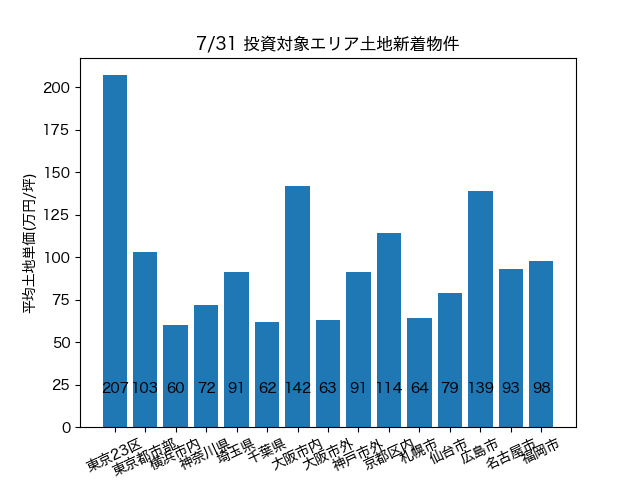 7/31 投資対象エリア土地新着物件
平均土地単価(万円/坪)
200
175
150
125
100
75
50
25
0
207 103 60 72 91 62 142 63 91 114 64 79 139 93 98
東京23区 東京都市部 横浜市内 神奈川県 埼玉県 千葉県 大阪市内 大阪市外 神戸市外 京都区内 札幌市 仙台市 広島市 名古屋市 福岡市